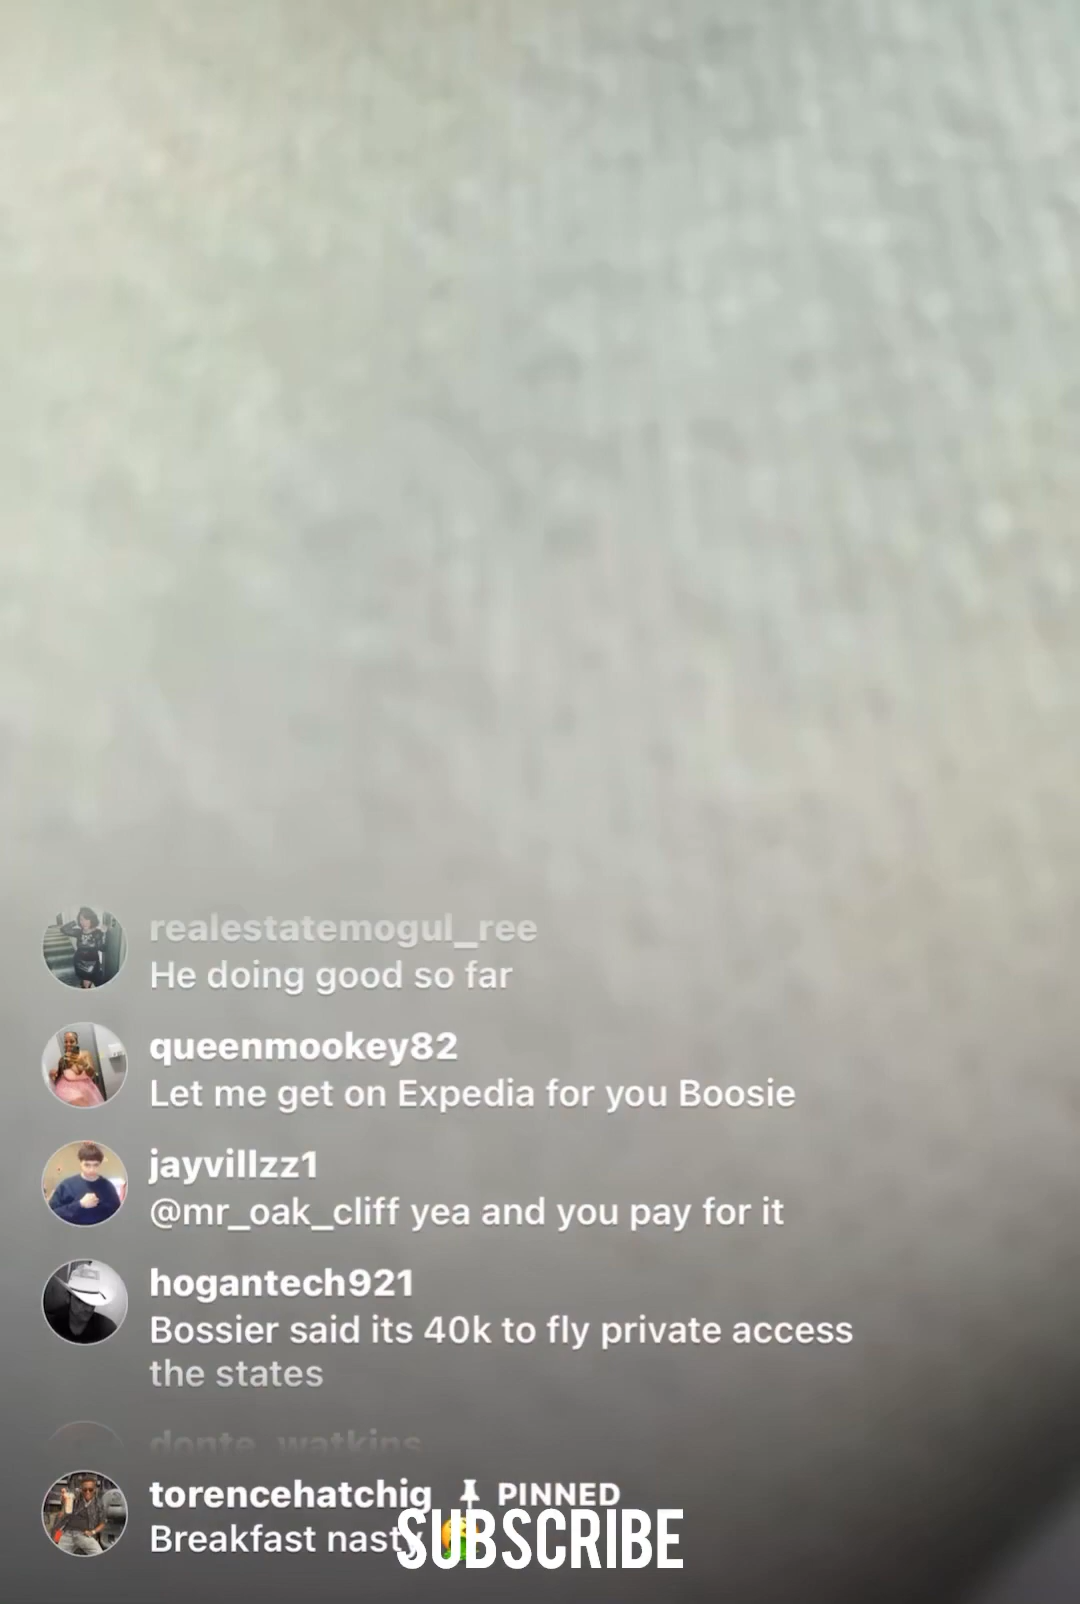 realestatemogul_ree
He doing good so far
queenmookey82
Let me get on Expedia for you Boosie
jayvillzz1
@mr_oak_cliff yea and you pay for it
hogantech921
Bossier said its 40k to fly private access
the states
donte_watkins
torencehatchig PINNED
Breakfast nasty 🤮
SUBSCRIBE